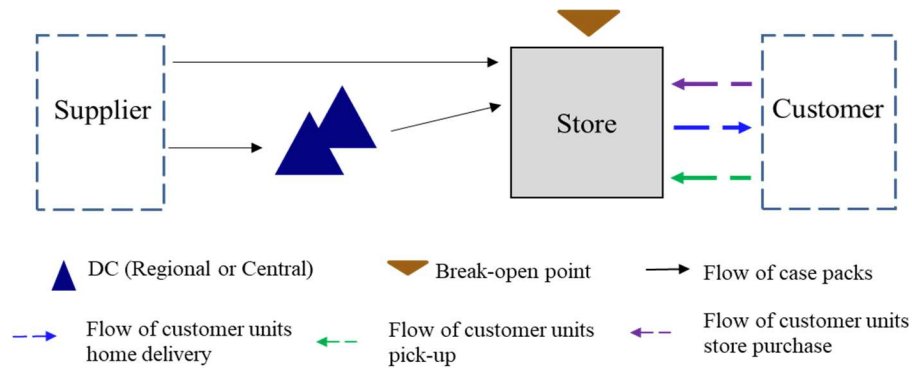 Supplier
Store
Customer
DC (Regional or Central)
Break-open point
Flow of case packs
Flow of customer units
home delivery
Flow of customer units
pick-up
Flow of customer units
store purchase